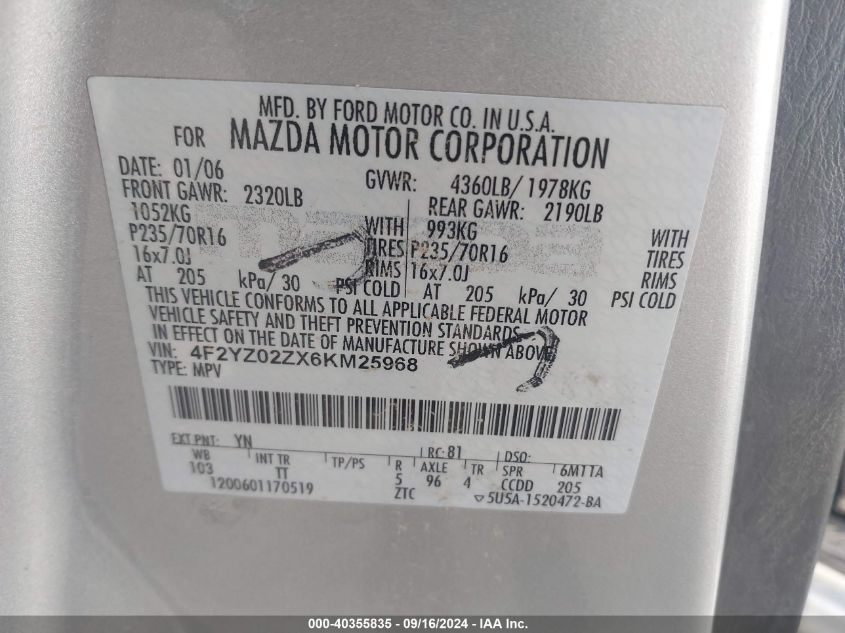 MFD. BY FORD MOTOR CO. IN U.S.A.
FOR MAZDA MOTOR CORPORATION
DATE: 01/06 GVWR: 4360LB/ 1978KG
FRONT GAWR: 2320LB REAR GAWR: 2190LB
1052KG WITH 993KG WITH
P235/70R16 TIRES P235/70R16 TIRES
16x7.0J RIMS 16x7.0J RIMS
AT 205 kPa/ 30 PSI COLD AT 205 kPa/ 30 PSI COLD
THIS VEHICLE CONFORMS TO ALL APPLICABLE FEDERAL MOTOR
VEHICLE SAFETY AND THEFT PREVENTION STANDARDS
IN EFFECT ON THE DATE OF MANUFACTURE SHOWN ABOVE
VIN: 4F2YZ02ZX6KM25968
TYPE: MPV
EXT PNT: YN RC: 81 DSO:
WB INT TR TP/PS R AXLE TR SPR 6M1TA
103 TT 5 96 4 CCDD 205
1200601170519 ZTC ▽5U5A-1520472-BA
000-40355835 - 09/16/2024 - IAA Inc.